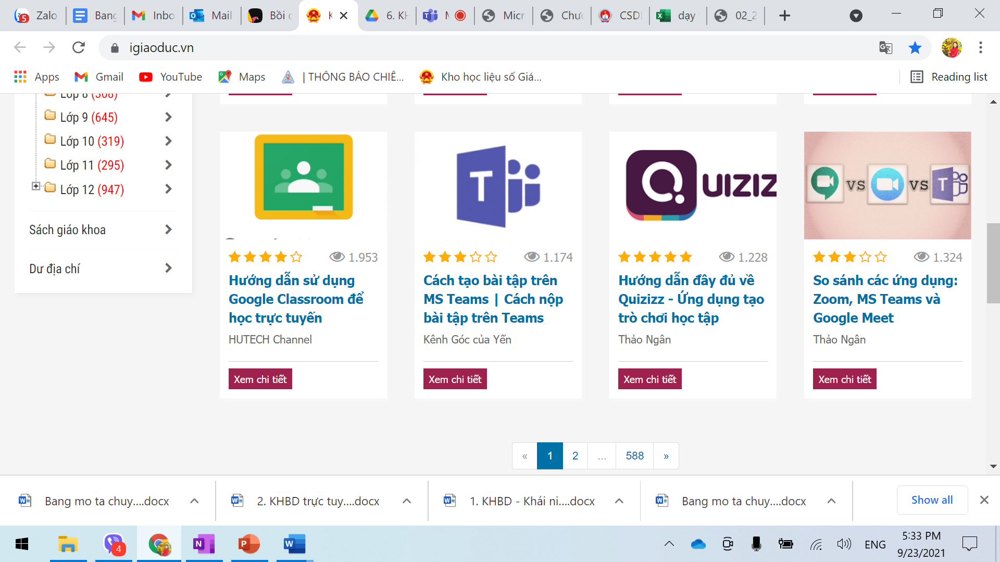 Zalo
5
Bang
Inbo
Mail
Bồi d
K
6. KH
Micr
Chươ
CSDL
dạy
02_2
igiaoduc.vn
Apps
Gmail
YouTube
Maps
| THÔNG BÁO CHIÊ...
Kho học liệu số Giá...
Reading list
Lớp 8 (308)
Lớp 9 (645)
Lớp 10 (319)
Lớp 11 (295)
Lớp 12 (947)
Sách giáo khoa
Dư địa chí
T
QUIZIZ
VS VS T
1.953
Hướng dẫn sử dụng
Google Classroom để
học trực tuyến
HUTECH Channel
Xem chi tiết
1.174
Cách tạo bài tập trên
MS Teams | Cách nộp
bài tập trên Teams
Kênh Góc của Yến
Xem chi tiết
1.228
Hướng dẫn đầy đủ về
Quizizz - Ứng dụng tạo
trò chơi học tập
Thảo Ngân
Xem chi tiết
1.324
So sánh các ứng dụng:
Zoom, MS Teams và
Google Meet
Thảo Ngân
Xem chi tiết
« 1 2 ... 588 »
Bang mo ta chuy....docx
2. KHBD trực tuy....docx
1. KHBD - Khái ni....docx
Bang mo ta chuy....docx
Show all
4
N
P
W
ENG
5:33 PM
9/23/2021